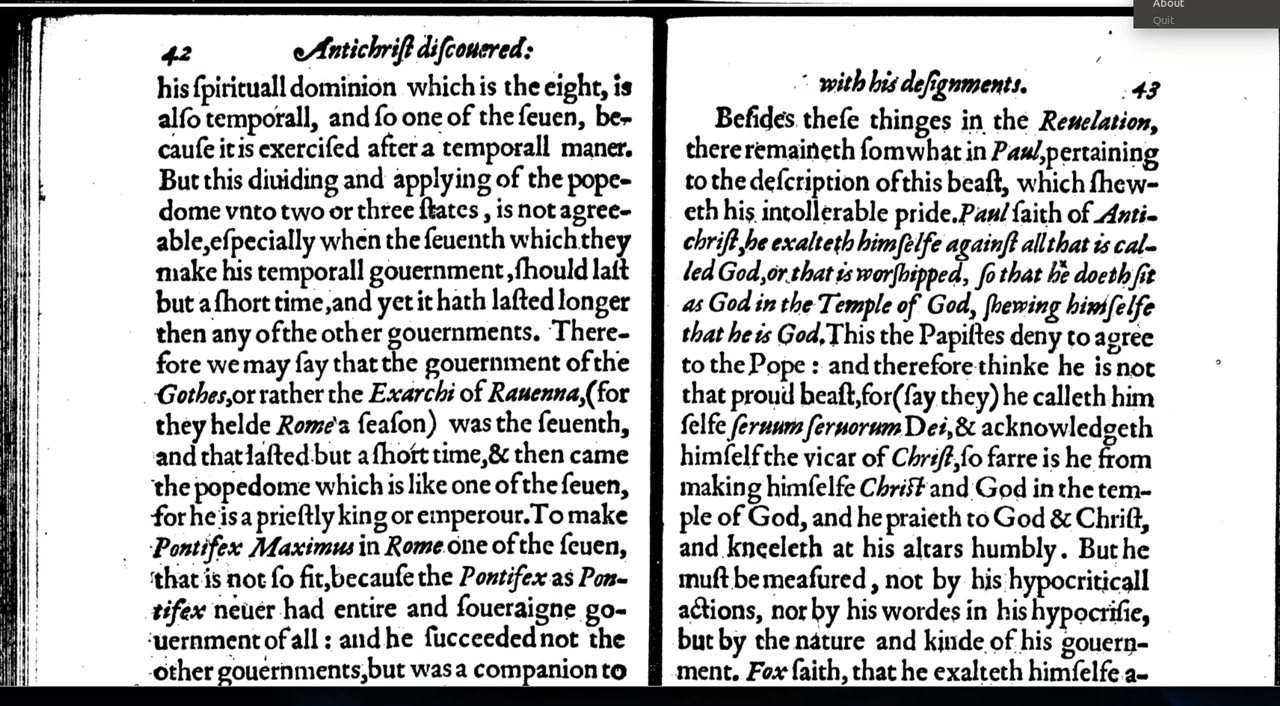 About
Quit
42 Antichriſt diſcouered:
his ſpirituall dominion which is the eight, is
alſo temporall, and ſo one of the ſeuen, be-
cauſe it is exerciſed after a temporall maner.
But this diuiding and applying of the pope-
dome vnto two or three ſtates, is not agree-
able,eſpecially when the ſeuenth which they
make his temporall gouernment,ſhould laſt
but a ſhort time,and yet it hath laſted longer
then any of the other gouernments. There-
fore we may ſay that the gouernment of the
Gothes,or rather the Exarchi of Rauenna,(for
they helde Rome a ſeaſon) was the ſeuenth,
and that laſted but a ſhort time,& then came
the popedome which is like one of the ſeuen,
for he is a prieſtly king or emperour.To make
Pontifex Maximus in Rome one of the ſeuen,
that is not ſo fit,becauſe the Pontifex as Pon-
tifex neuer had entire and ſoueraigne go-
uernment of all : and he ſucceeded not the
other gouernments,but was a companion to
with his deſignments. 43
Beſides theſe thinges in the Reuelation,
there remaineth ſomwhat in Paul,pertaining
to the deſcription of this beaſt, which ſhew-
eth his intollerable pride.Paul ſaith of Anti-
chriſt,he exalteth himſelfe againſt all that is cal-
led God,or that is worſhipped, ſo that he doeth ſit
as God in the Temple of God, ſhewing himſelfe
that he is God.This the Papiſtes deny to agree
to the Pope : and therefore thinke he is not
that proud beaſt,for(ſay they) he calleth him
ſelfe ſeruum ſeruorum Dei,& acknowledgeth
himſelf the vicar of Chriſt,ſo farre is he from
making himſelfe Chriſt and God in the tem-
ple of God, and he praieth to God & Chriſt,
and kneeleth at his altars humbly. But he
muſt be meaſured, not by his hypocriticall
actions, nor by his wordes in his hypocriſie,
but by the nature and kinde of his gouern-
ment. Fox ſaith, that he exalteth himſelfe a-